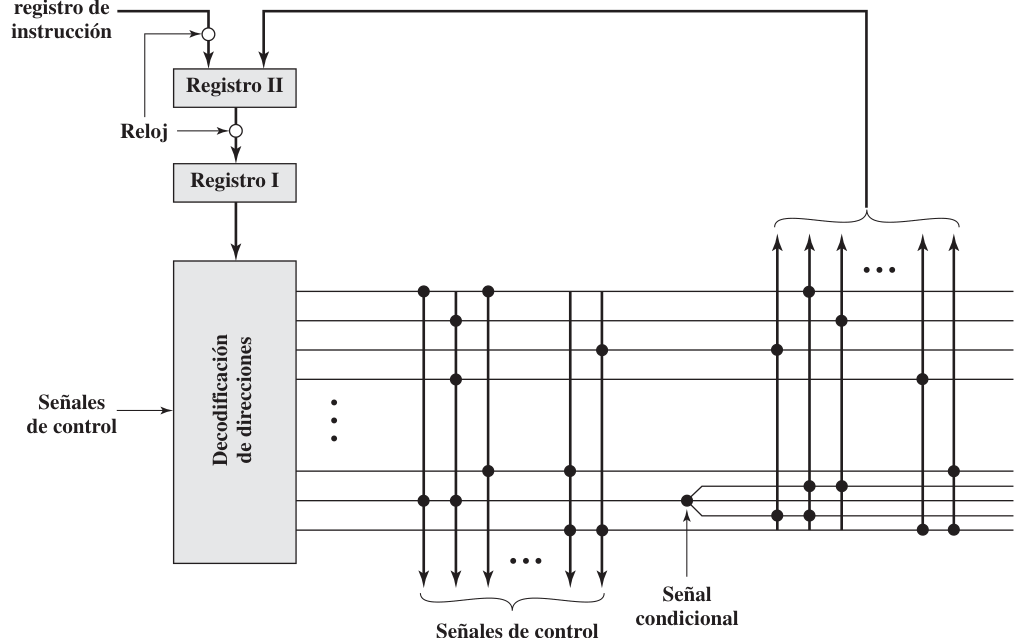 registro de
instrucción
Registro II
Reloj
Registro I
Decodificación
de direcciones
Señales
de control
Señal
condicional
Señales de control